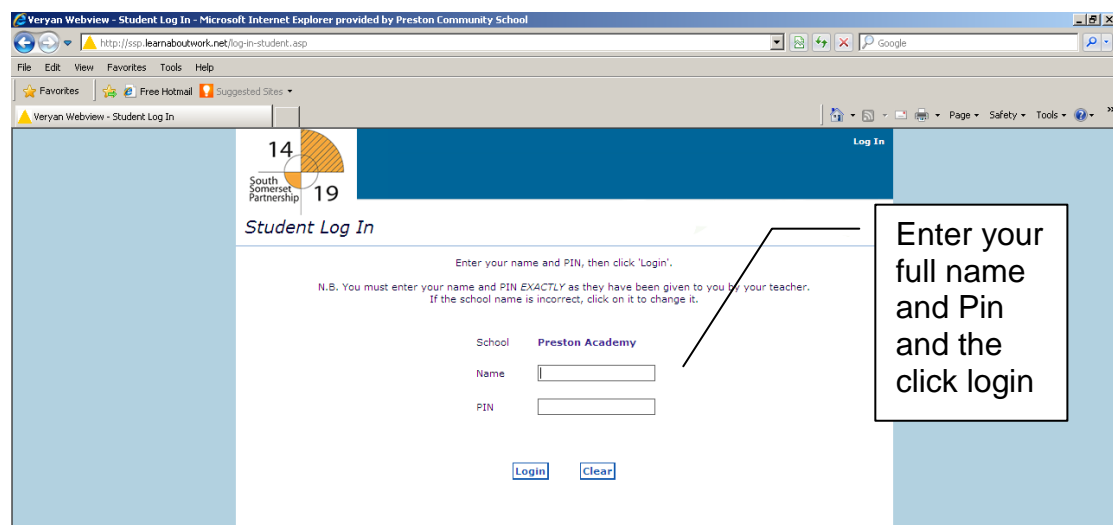 Veryan Webview - Student Log In - Microsoft Internet Explorer provided by Preston Community School
http://ssp.learnaboutwork.net/log-in-student.asp
Google
File Edit View Favorites Tools Help
Favorites Free Hotmail Suggested Sites
Veryan Webview - Student Log In
Page Safety Tools
14
South
Somerset
Partnership
19
Log In
Student Log In
Enter your name and PIN, then click 'Login'.
N.B. You must enter your name and PIN EXACTLY as they have been given to you by your teacher.
If the school name is incorrect, click on it to change it.
School Preston Academy
Name
PIN
Login Clear
Enter your
full name
and Pin
and the
click login